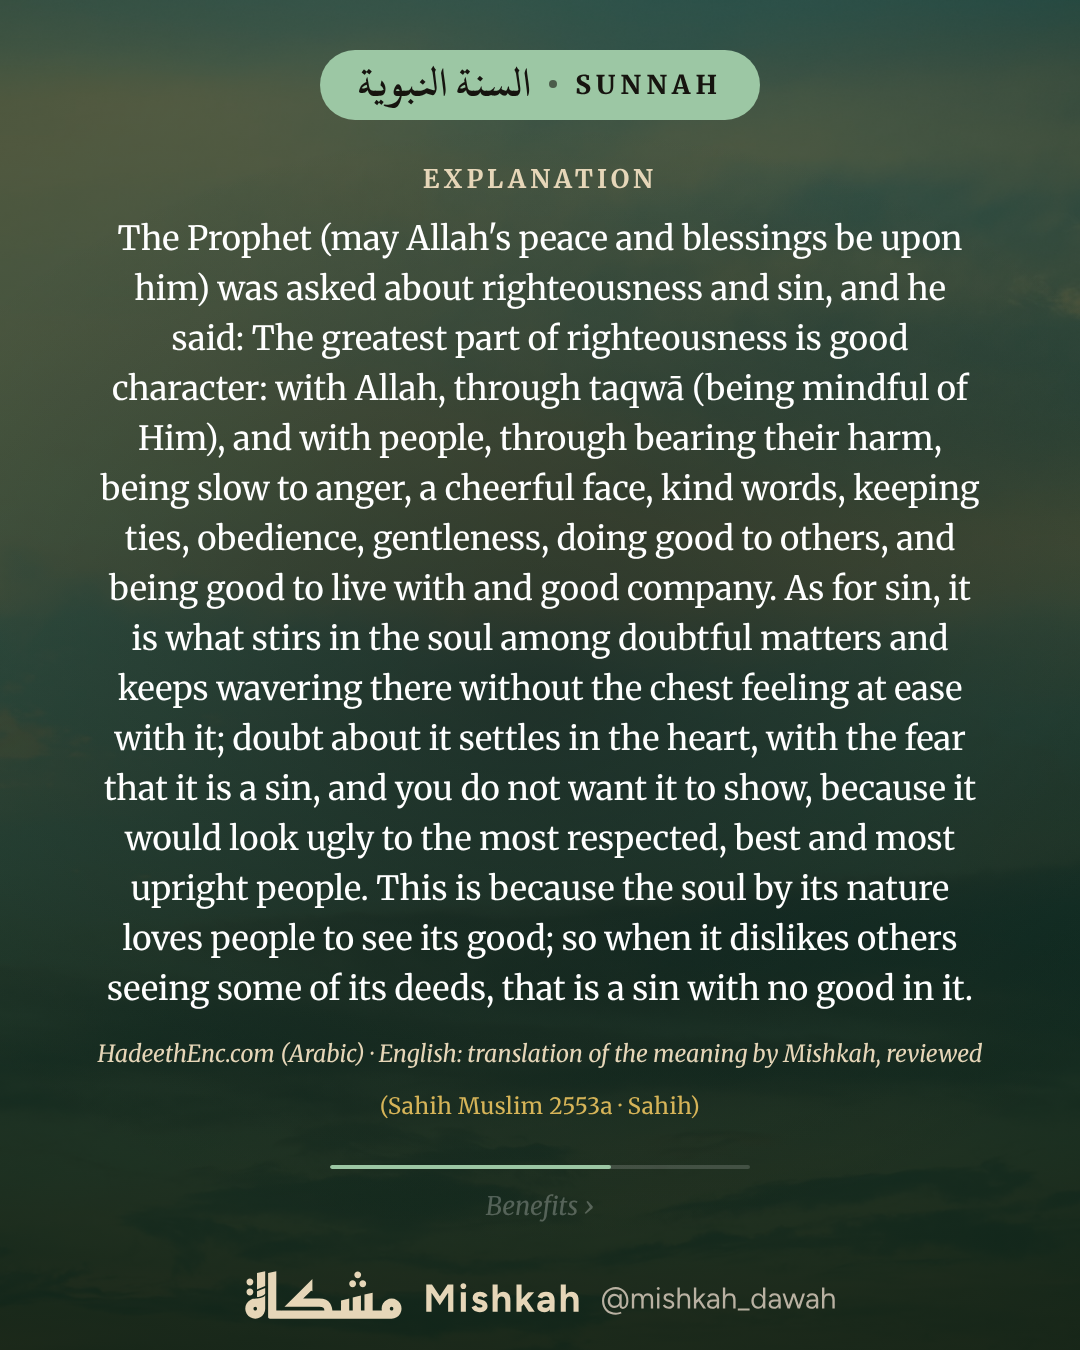 السنة النبوية • SUNNAH
EXPLANATION
The Prophet (may Allah's peace and blessings be upon
him) was asked about righteousness and sin, and he
said: The greatest part of righteousness is good
character: with Allah, through taqwā (being mindful of
Him), and with people, through bearing their harm,
being slow to anger, a cheerful face, kind words, keeping
ties, obedience, gentleness, doing good to others, and
being good to live with and good company. As for sin, it
is what stirs in the soul among doubtful matters and
keeps wavering there without the chest feeling at ease
with it; doubt about it settles in the heart, with the fear
that it is a sin, and you do not want it to show, because it
would look ugly to the most respected, best and most
upright people. This is because the soul by its nature
loves people to see its good; so when it dislikes others
seeing some of its deeds, that is a sin with no good in it.
HadeethEnc.com (Arabic) · English: translation of the meaning by Mishkah, reviewed
(Sahih Muslim 2553a · Sahih)
Benefits ›
مشكاة Mishkah @mishkah_dawah